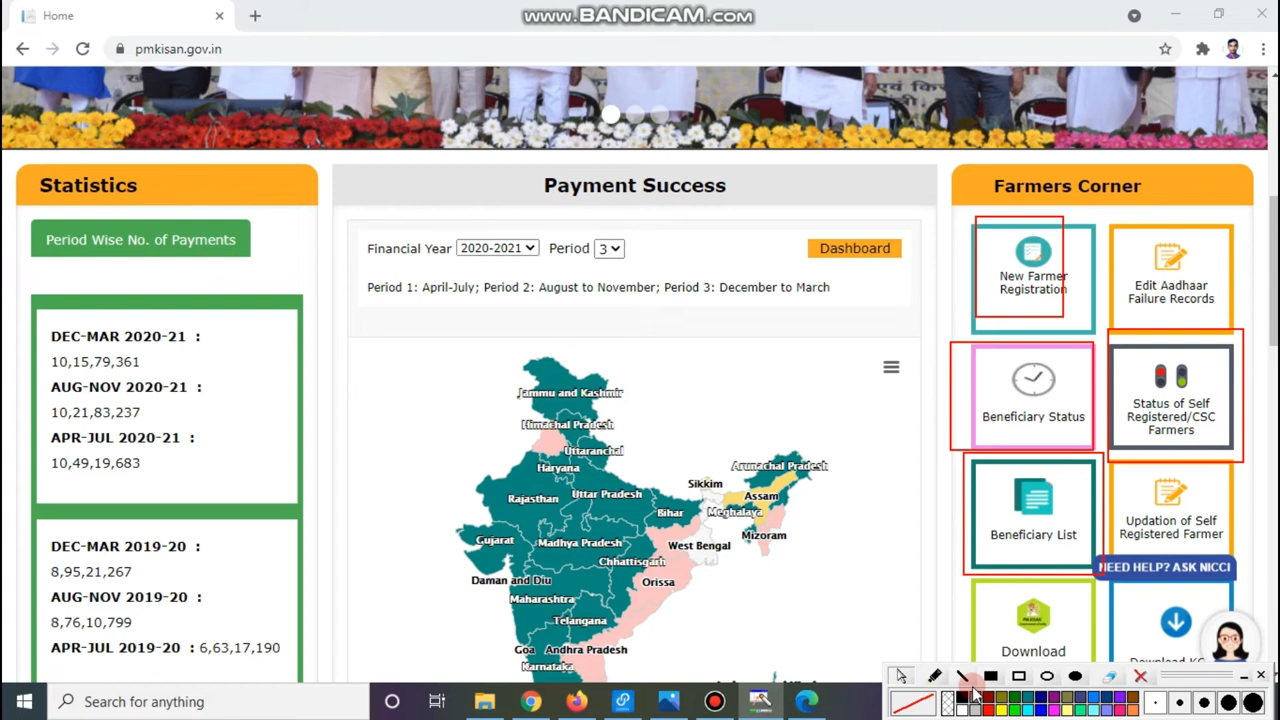 Home
www.BANDICAM.com
pmkisan.gov.in
Statistics
Period Wise No. of Payments
DEC-MAR 2020-21 :
10,15,79,361
AUG-NOV 2020-21 :
10,21,83,237
APR-JUL 2020-21 :
10,49,19,683
DEC-MAR 2019-20 :
8,95,21,267
AUG-NOV 2019-20 :
8,76,10,799
APR-JUL 2019-20 : 6,63,17,190
Payment Success
Financial Year 2020-2021 Period 3 Dashboard
Period 1: April-July; Period 2: August to November; Period 3: December to March
Jammu and Kashmir
Himachal Pradesh
Uttaranchal
Haryana
Arunachal Pradesh
Sikkim
Rajasthan
Uttar Pradesh
Assam
Bihar
Meghalaya
Gujarat
Madhya Pradesh
West Bengal
Mizoram
Chhattisgarh
Daman and Diu
Orissa
Maharashtra
Telangana
Goa
Andhra Pradesh
Karnataka
Farmers Corner
New Farmer
Registration
Edit Aadhaar
Failure Records
Beneficiary Status
Status of Self
Registered/CSC
Farmers
Beneficiary List
Updation of Self
Registered Farmer
NEED HELP? ASK NICCI
Download
Search for anything